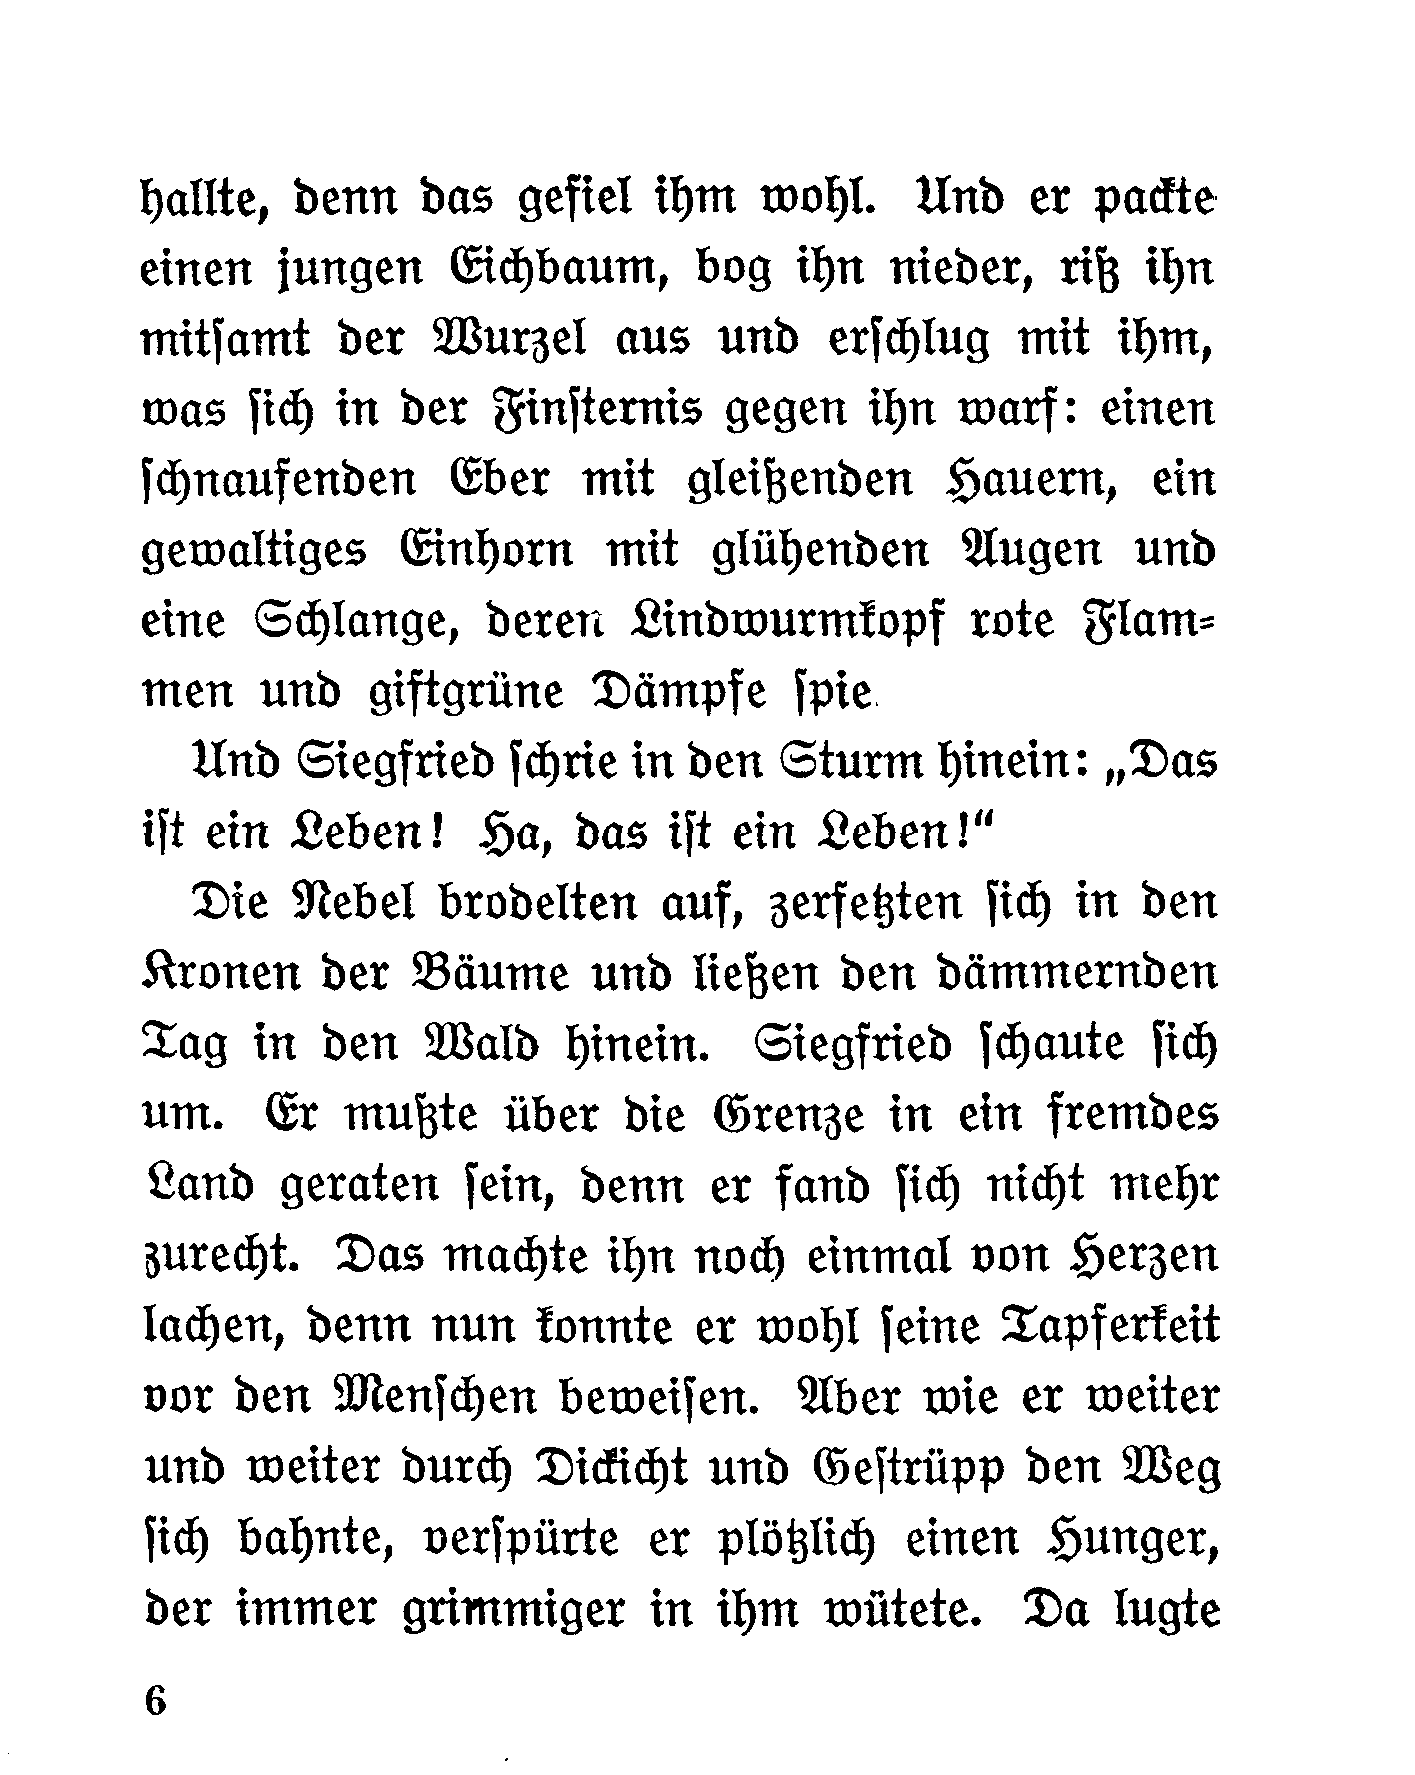 hallte, denn das gefiel ihm wohl. Und er packte
einen jungen Eichbaum, bog ihn nieder, riß ihn
mitſamt der Wurzel aus und erſchlug mit ihm,
was ſich in der Finſternis gegen ihn warf: einen
ſchnaufenden Eber mit gleißenden Hauern, ein
gewaltiges Einhorn mit glühenden Augen und
eine Schlange, deren Lindwurmkopf rote Flam⸗
men und giftgrüne Dämpfe ſpie.
Und Siegfried ſchrie in den Sturm hinein: „Das
iſt ein Leben! Ha, das iſt ein Leben!“
Die Nebel brodelten auf, zerfetzten ſich in den
Kronen der Bäume und ließen den dämmernden
Tag in den Wald hinein. Siegfried ſchaute ſich
um. Er mußte über die Grenze in ein fremdes
Land geraten ſein, denn er fand ſich nicht mehr
zurecht. Das machte ihn noch einmal von Herzen
lachen, denn nun konnte er wohl ſeine Tapferkeit
vor den Menſchen beweiſen. Aber wie er weiter
und weiter durch Dickicht und Geſtrüpp den Weg
ſich bahnte, verſpürte er plötzlich einen Hunger,
der immer grimmiger in ihm wütete. Da lugte
6